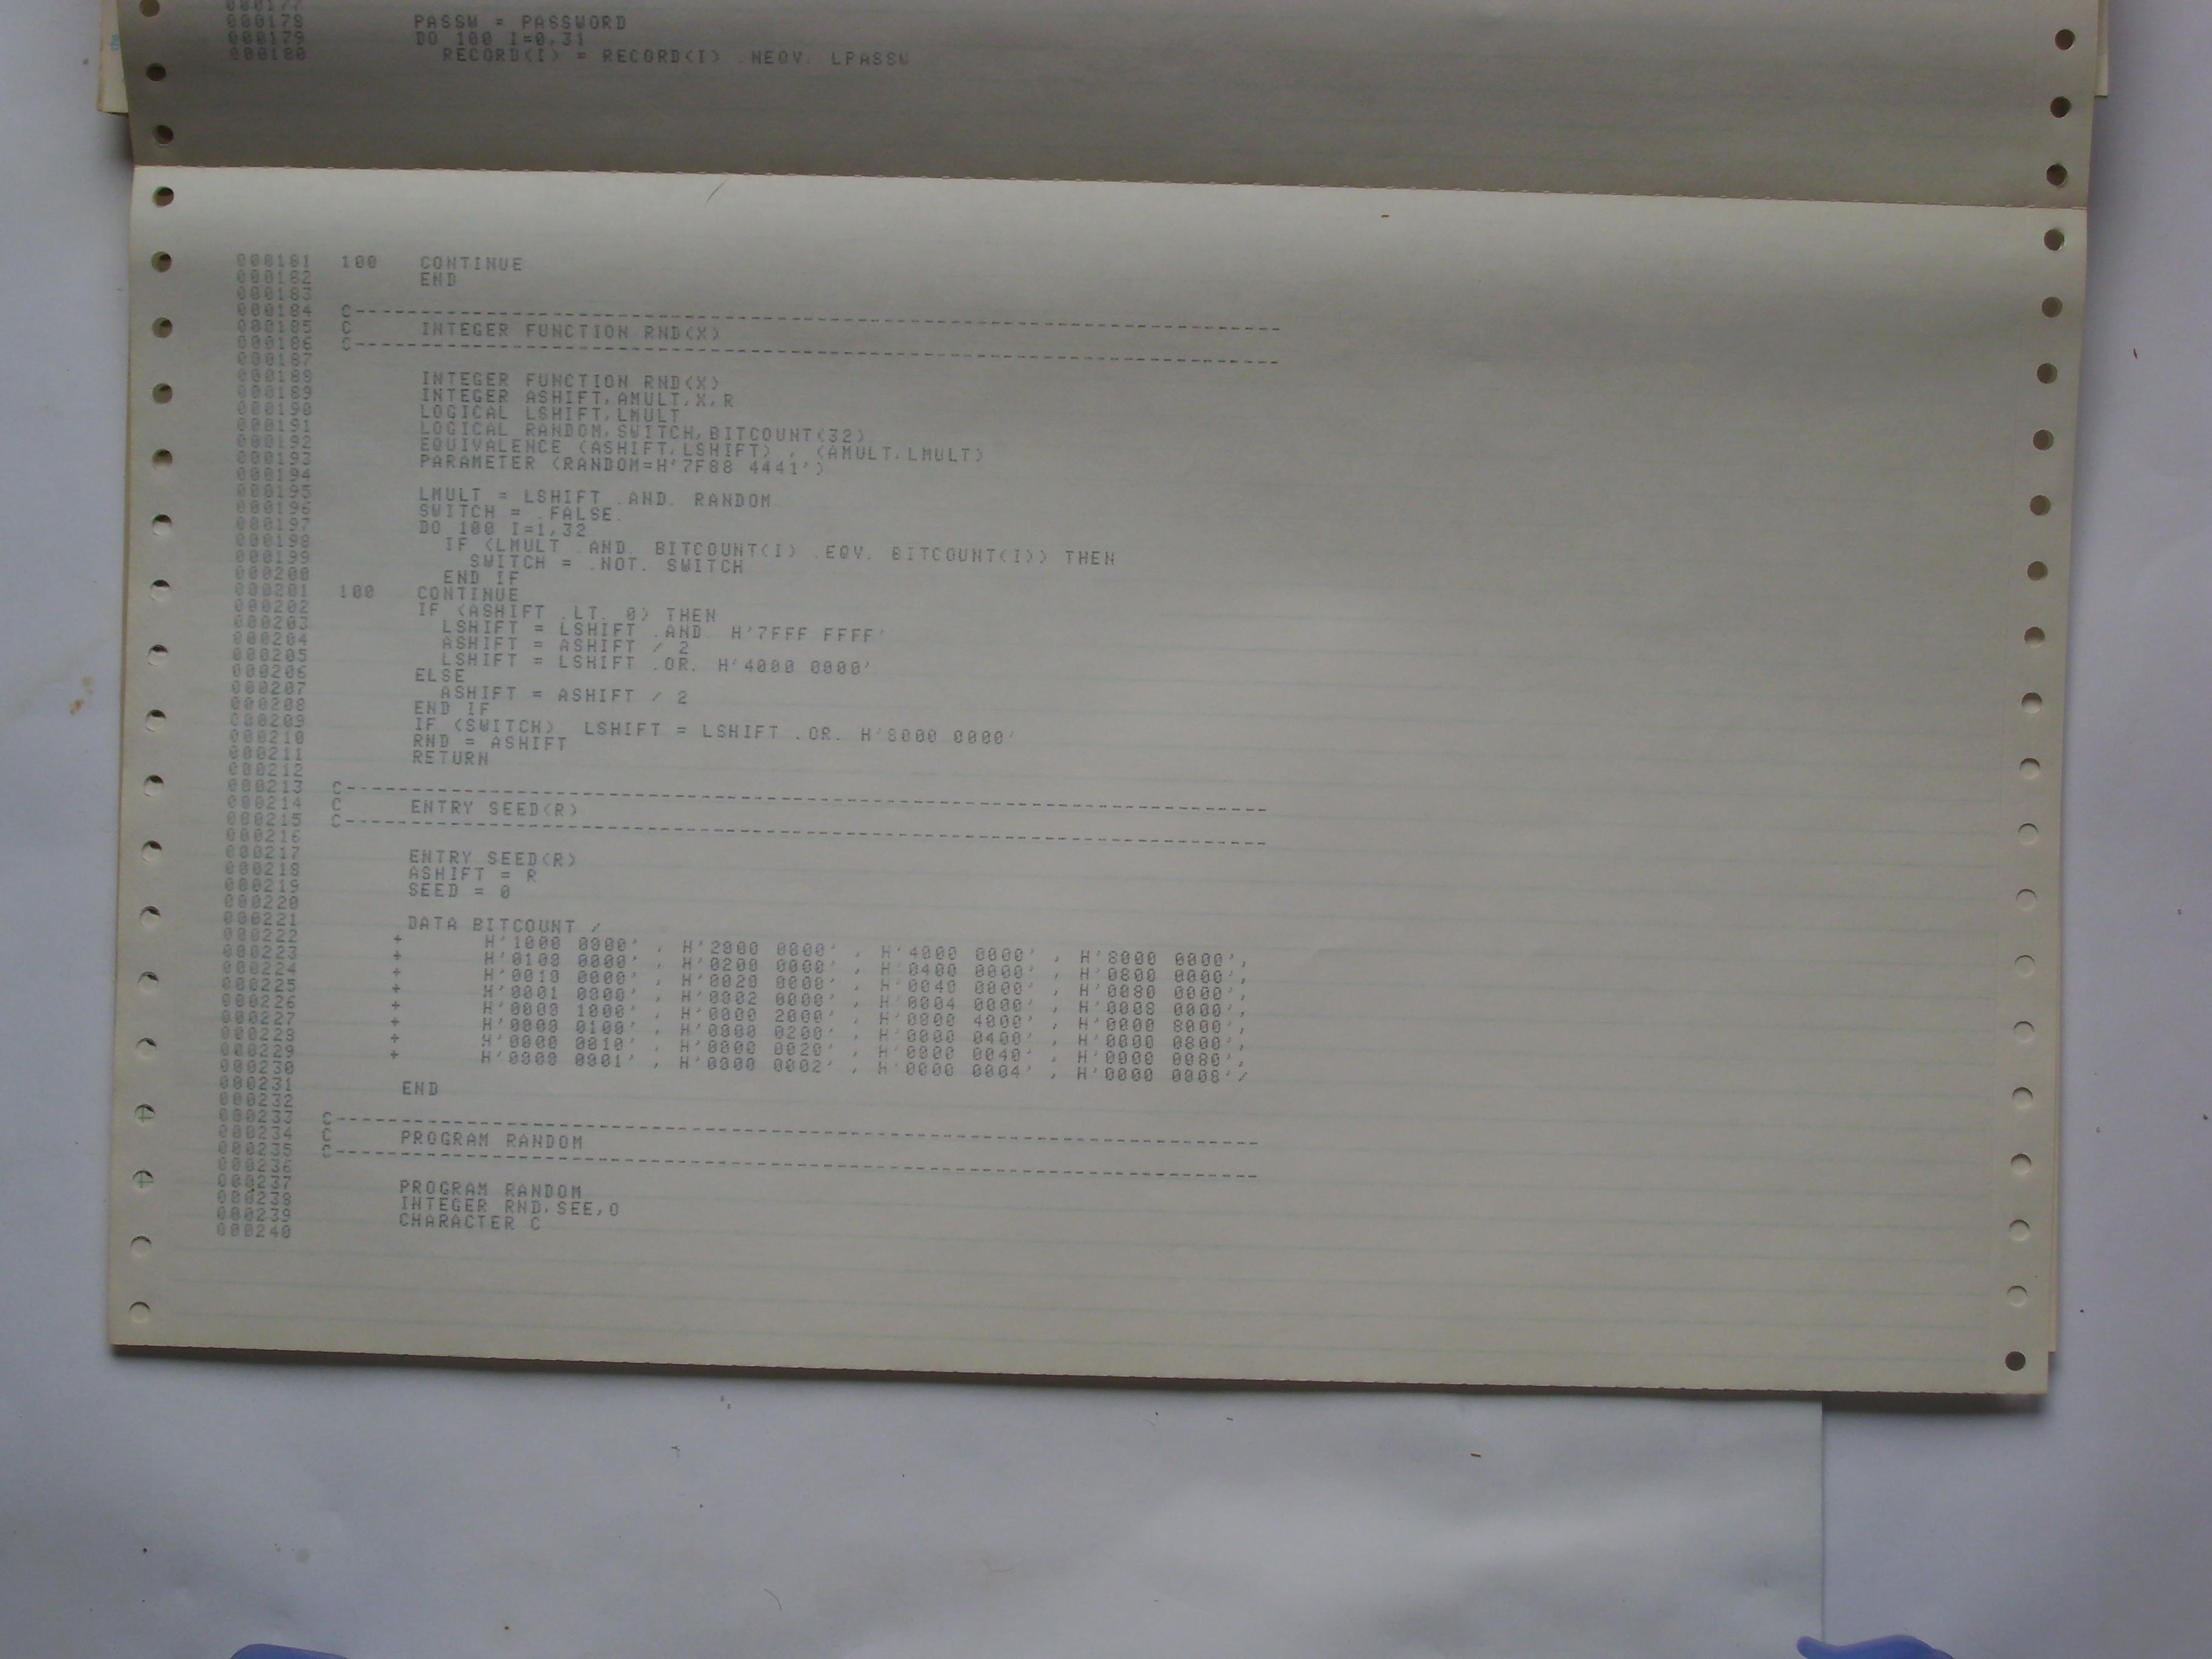 000177
000178 PASSW = PASSWORD
000179 DO 100 I=0,31
000180 RECORD(I) = RECORD(I) .NEQV. LPASSW
000181 100 CONTINUE
000182 END
000183
000184 C-----------------------------------------------------------------------
000185 C INTEGER FUNCTION RND(X)
000186 C-----------------------------------------------------------------------
000187
000188 INTEGER FUNCTION RND(X)
000189 INTEGER ASHIFT,AMULT,X,R
000190 LOGICAL LSHIFT,LMULT
000191 LOGICAL RANDOM,SWITCH,BITCOUNT(32)
000192 EQUIVALENCE (ASHIFT,LSHIFT) , (AMULT,LMULT)
000193 PARAMETER (RANDOM=H'7F88 4441')
000194
000195 LMULT = LSHIFT .AND. RANDOM
000196 SWITCH = .FALSE.
000197 DO 100 I=1,32
000198 IF (LMULT .AND. BITCOUNT(I) .EQV. BITCOUNT(I)) THEN
000199 SWITCH = .NOT. SWITCH
000200 END IF
000201 100 CONTINUE
000202 IF (ASHIFT .LT. 0) THEN
000203 LSHIFT = LSHIFT .AND. H'7FFF FFFF'
000204 ASHIFT = ASHIFT / 2
000205 LSHIFT = LSHIFT .OR. H'4000 0000'
000206 ELSE
000207 ASHIFT = ASHIFT / 2
000208 END IF
000209 IF (SWITCH) LSHIFT = LSHIFT .OR. H'8000 0000'
000210 RND = ASHIFT
000211 RETURN
000212
000213 C-----------------------------------------------------------------------
000214 C ENTRY SEED(R)
000215 C-----------------------------------------------------------------------
000216
000217 ENTRY SEED(R)
000218 ASHIFT = R
000219 SEED = 0
000220
000221 DATA BITCOUNT /
000222 + H'1000 0000' , H'2000 0000' , H'4000 0000' , H'8000 0000',
000223 + H'0100 0000' , H'0200 0000' , H'0400 0000' , H'0800 0000',
000224 + H'0010 0000' , H'0020 0000' , H'0040 0000' , H'0080 0000',
000225 + H'0001 0000' , H'0002 0000' , H'0004 0000' , H'0008 0000',
000226 + H'0000 1000' , H'0000 2000' , H'0000 4000' , H'0000 8000',
000227 + H'0000 0100' , H'0000 0200' , H'0000 0400' , H'0000 0800',
000228 + H'0000 0010' , H'0000 0020' , H'0000 0040' , H'0000 0080',
000229 + H'0000 0001' , H'0000 0002' , H'0000 0004' , H'0000 0008'/
000230
000231 END
000232
000233 C-----------------------------------------------------------------------
000234 C PROGRAM RANDOM
000235 C-----------------------------------------------------------------------
000236
000237 PROGRAM RANDOM
000238 INTEGER RND,SEE,O
000239 CHARACTER C
000240